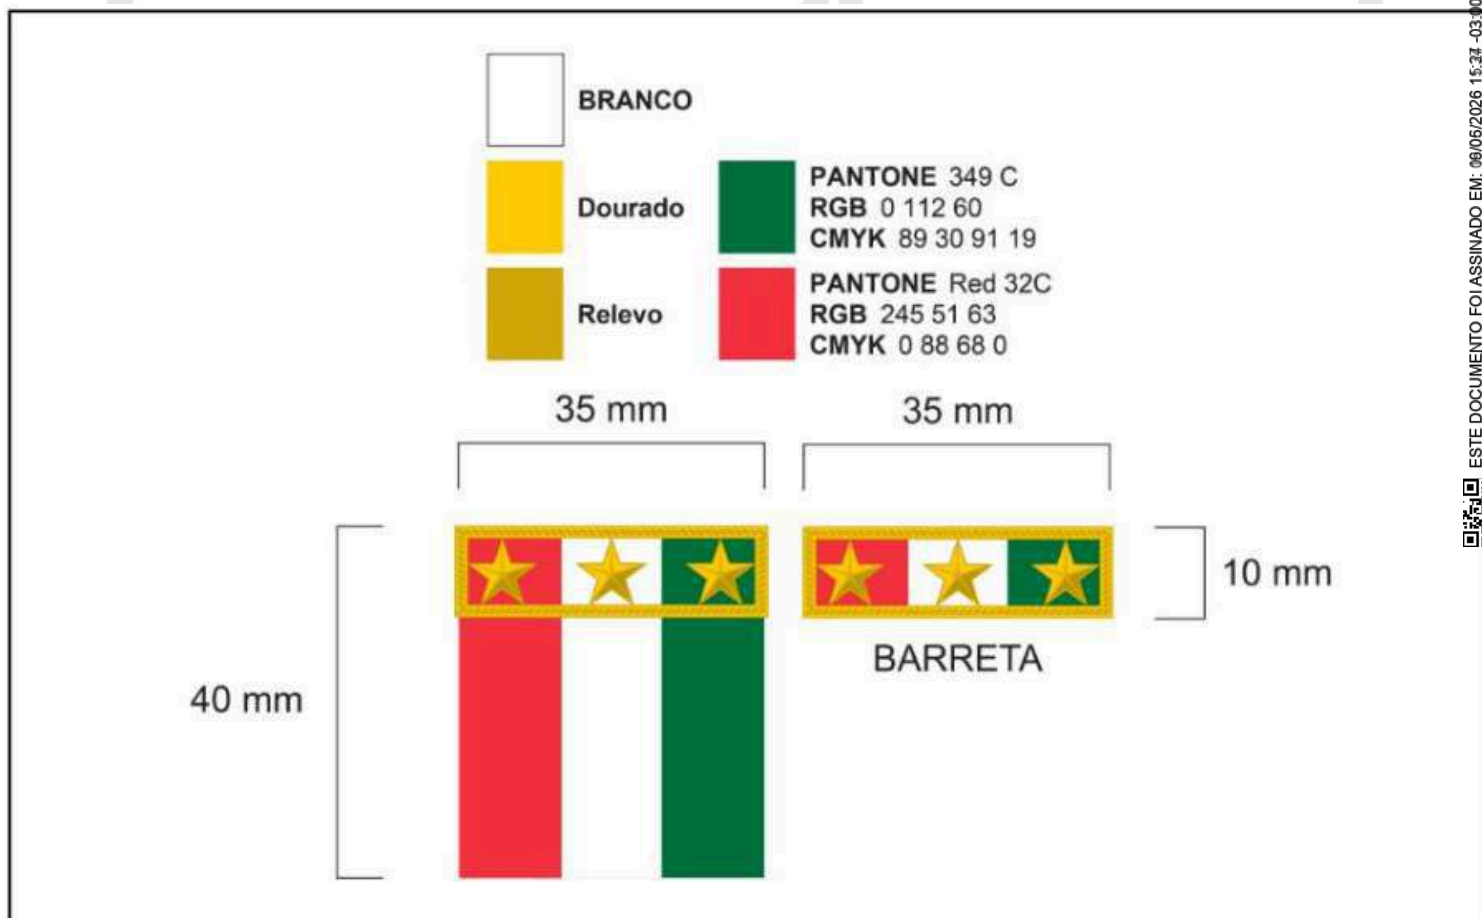 BRANCO
Dourado
PANTONE 349 C
RGB 0 112 60
CMYK 89 30 91 19
Relevo
PANTONE Red 32C
RGB 245 51 63
CMYK 0 88 68 0
35 mm
35 mm
10 mm
BARRETA
40 mm
ESTE DOCUMENTO FOI ASSINADO EM: